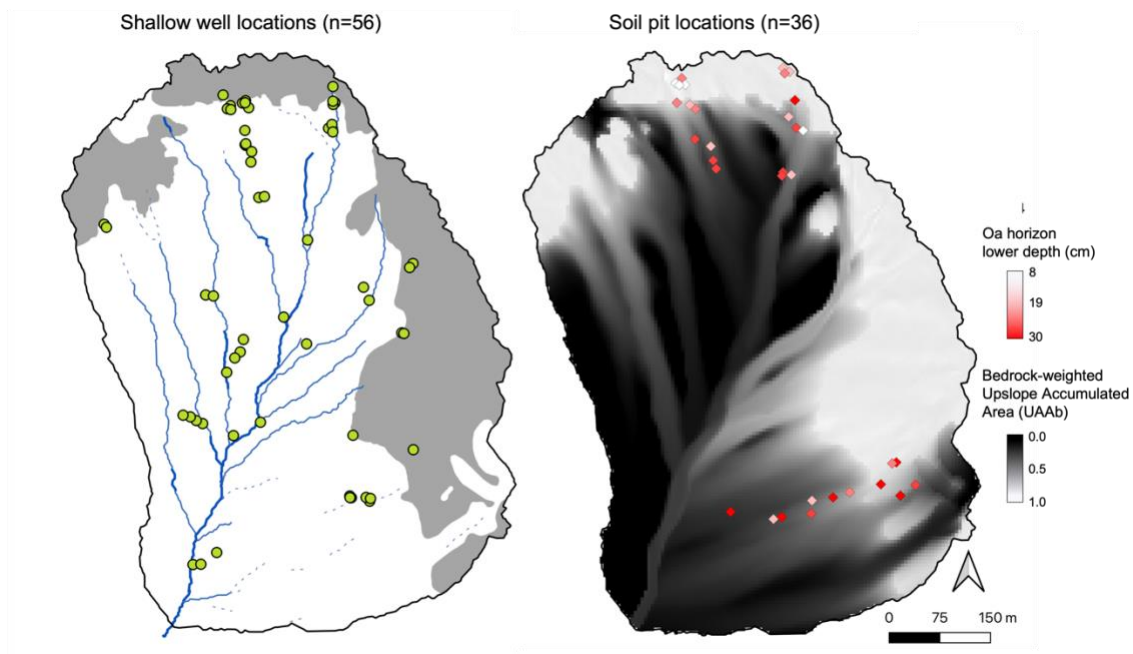 Shallow well locations (n=56)
Soil pit locations (n=36)
Oa horizon
lower depth (cm)
8
19
30
Bedrock-weighted
Upslope Accumulated
Area (UAAb)
0.0
0.5
1.0
0 75 150 m